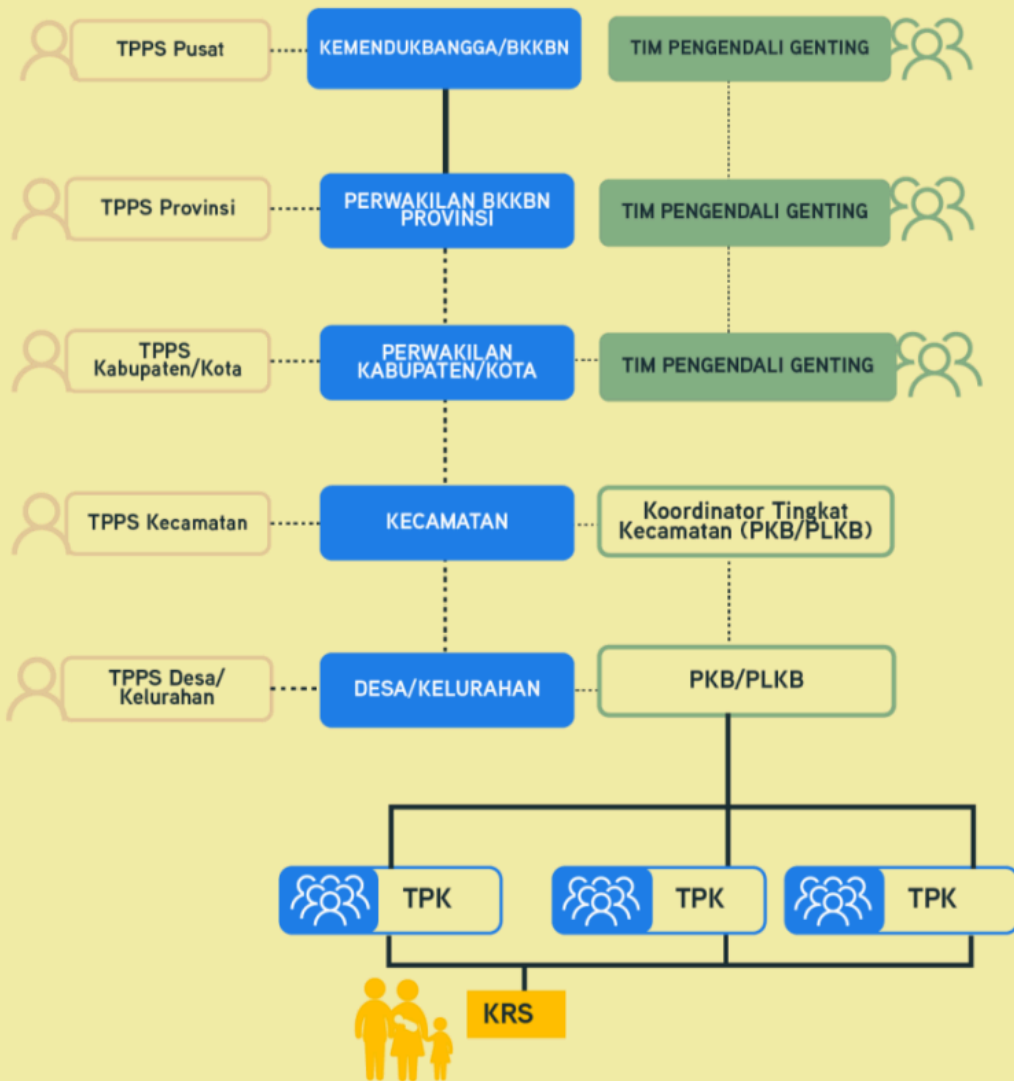 TPPS Pusat
KEMENDUKBANGGA/BKKBN
TIM PENGENDALI GENTING
TPPS Provinsi
PERWAKILAN BKKBN
PROVINSI
TIM PENGENDALI GENTING
TPPS
Kabupaten/Kota
PERWAKILAN
KABUPATEN/KOTA
TIM PENGENDALI GENTING
TPPS Kecamatan
KECAMATAN
Koordinator Tingkat
Kecamatan (PKB/PLKB)
TPPS Desa/
Kelurahan
DESA/KELURAHAN
PKB/PLKB
TPK
TPK
TPK
KRS